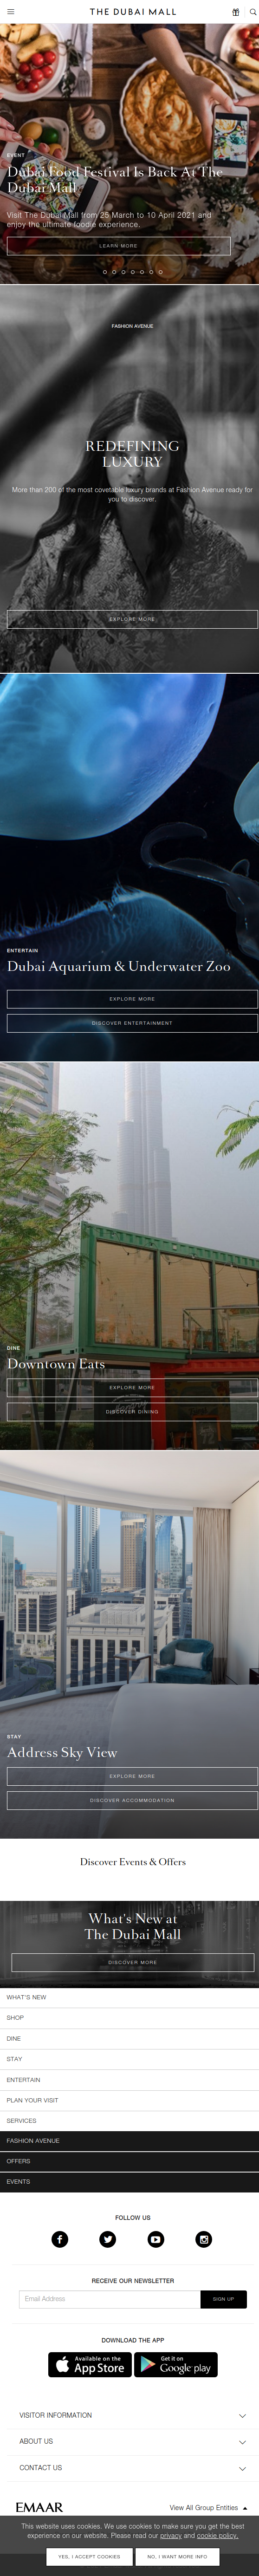 THE DUBAI MALL
EVENT
Dubai Food Festival Is Back At The
Dubai Mall
Visit The Dubai Mall from 25 March to 10 April 2021 and
enjoy the ultimate foodie experience.
LEARN MORE
FASHION AVENUE
REDEFINING
LUXURY
More than 200 of the most covetable luxury brands at Fashion Avenue ready for
you to discover.
EXPLORE MORE
ENTERTAIN
Dubai Aquarium & Underwater Zoo
EXPLORE MORE
DISCOVER ENTERTAINMENT
DINE
Downtown Eats
EXPLORE MORE
DISCOVER DINING
STAY
Address Sky View
EXPLORE MORE
DISCOVER ACCOMMODATION
Discover Events & Offers
What's New at
The Dubai Mall
DISCOVER MORE
WHAT'S NEW
SHOP
DINE
STAY
ENTERTAIN
PLAN YOUR VISIT
SERVICES
FASHION AVENUE
OFFERS
EVENTS
FOLLOW US
RECEIVE OUR NEWSLETTER
Email Address
SIGN UP
DOWNLOAD THE APP
Available on the
App Store
Get it on
Google play
VISITOR INFORMATION
ABOUT US
CONTACT US
EMAAR
View All Group Entities
This website uses cookies. We use cookies to make sure you get the best
experience on our website. Please read our privacy and cookie policy.
YES, I ACCEPT COOKIES
NO, I WANT MORE INFO